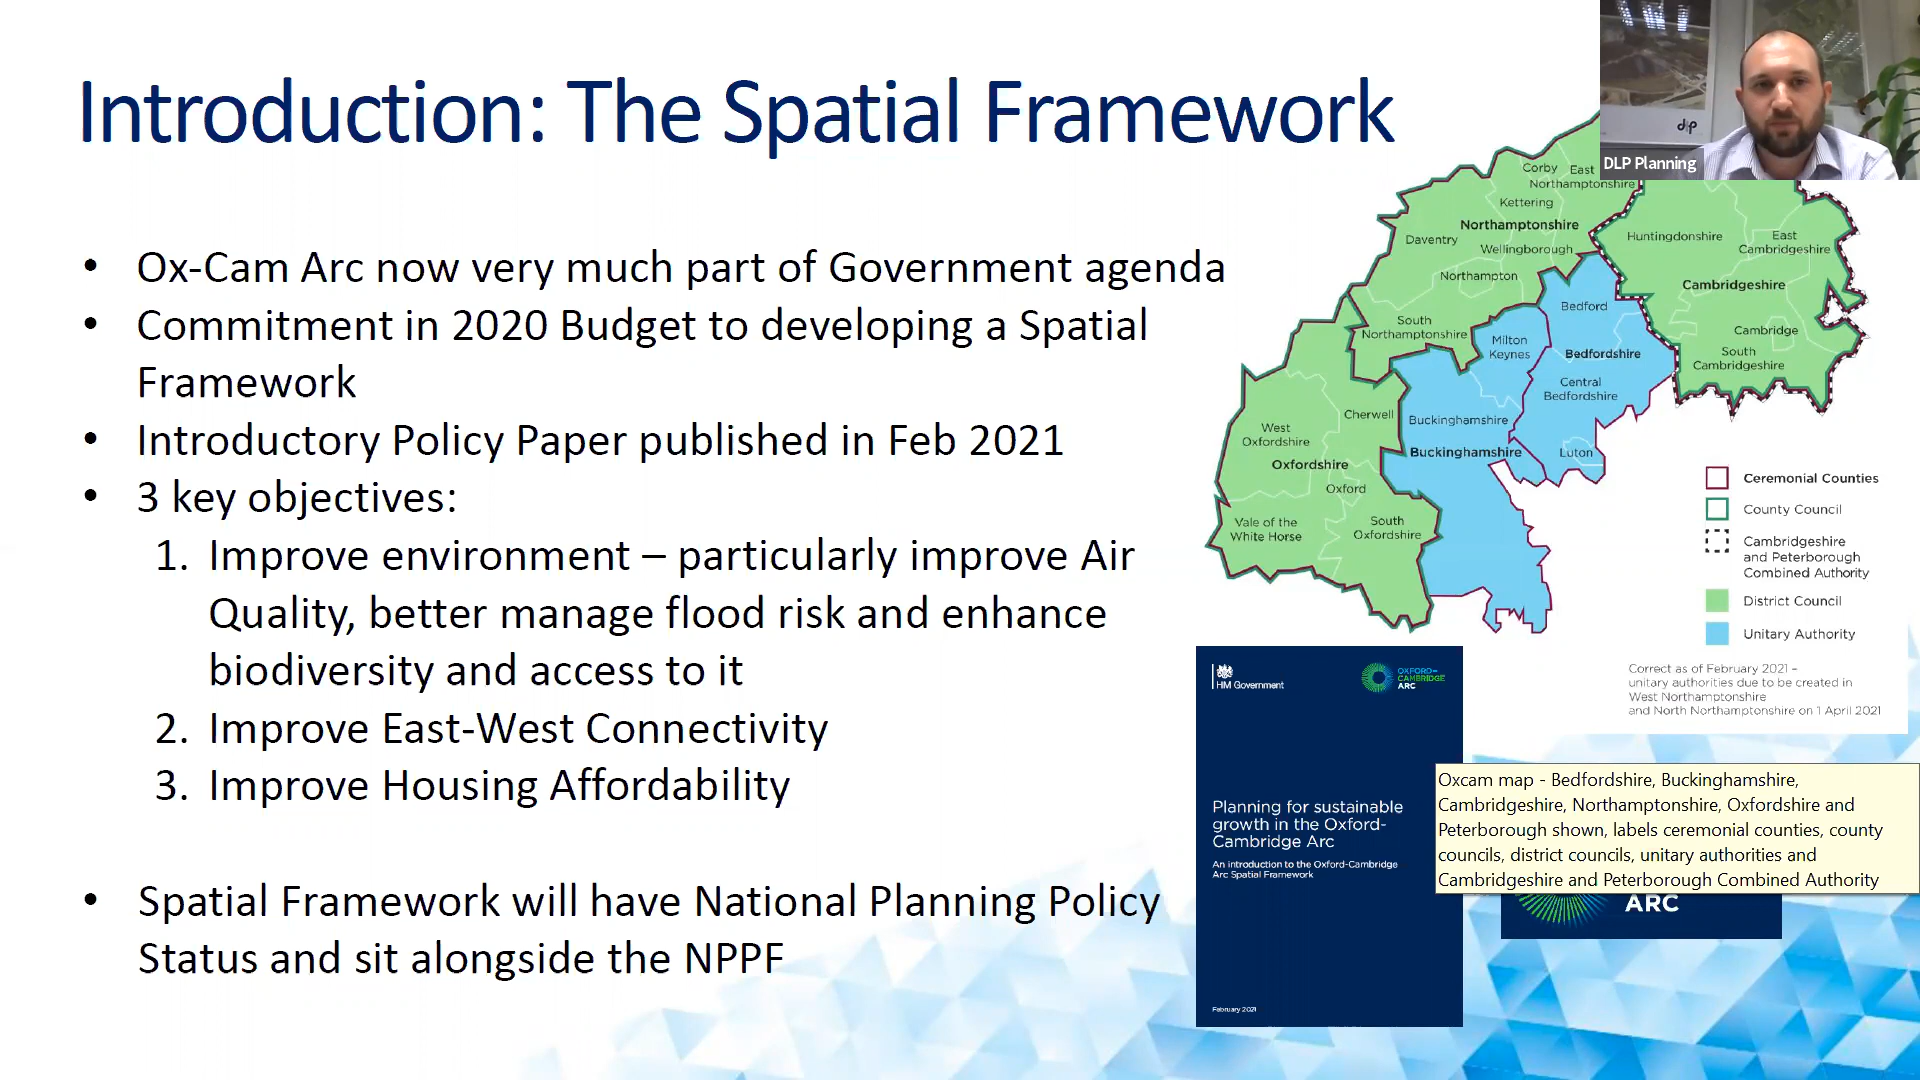 Introduction: The Spatial Framework
dlp
DLP Planning
• Ox-Cam Arc now very much part of Government agenda
• Commitment in 2020 Budget to developing a Spatial
Framework
• Introductory Policy Paper published in Feb 2021
• 3 key objectives:
1. Improve environment – particularly improve Air
Quality, better manage flood risk and enhance
biodiversity and access to it
2. Improve East-West Connectivity
3. Improve Housing Affordability
• Spatial Framework will have National Planning Policy
Status and sit alongside the NPPF
Corby
East
Northamptonshire
Kettering
Northamptonshire
Daventry
Wellingborough
Northampton
South
Northamptonshire
Huntingdonshire
East
Cambridgeshire
Cambridgeshire
Cambridge
South
Cambridgeshire
Bedford
Milton
Keynes
Bedfordshire
Central
Bedfordshire
Luton
Cherwell
Buckinghamshire
Buckinghamshire
West
Oxfordshire
Oxfordshire
Oxford
Vale of the
White Horse
South
Oxfordshire
Ceremonial Counties
County Council
Cambridgeshire
and Peterborough
Combined Authority
District Council
Unitary Authority
Correct as of February 2021 –
unitary authorities due to be created in
West Northamptonshire
and North Northamptonshire on 1 April 2021
HM Government
OXFORD–
CAMBRIDGE
ARC
Planning for sustainable
growth in the Oxford-
Cambridge Arc
An introduction to the Oxford-Cambridge
Arc Spatial Framework
February 2021
Oxcam map - Bedfordshire, Buckinghamshire,
Cambridgeshire, Northamptonshire, Oxfordshire and
Peterborough shown, labels ceremonial counties, county
councils, district councils, unitary authorities and
Cambridgeshire and Peterborough Combined Authority
ARC